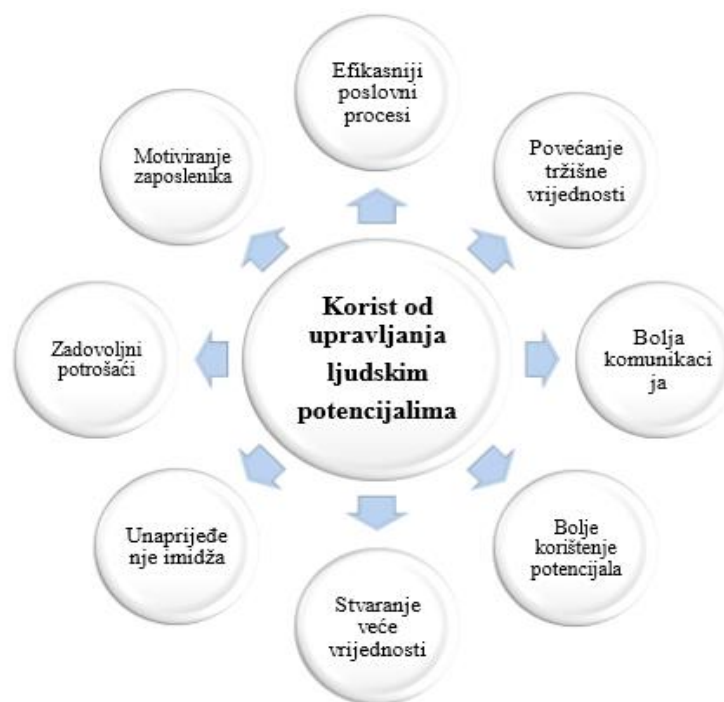 Efikasniji
poslovni
procesi
Motiviranje
zaposlenika
Povećanje
tržišne
vrijednosti
Korist od
upravljanja
ljudskim
potencijalima
Zadovoljni
potrošaći
Bolja
komunikaci
ja
Unaprijeđe
nje imidža
Bolje
korištenje
potencijala
Stvaranje
veće
vrijednosti